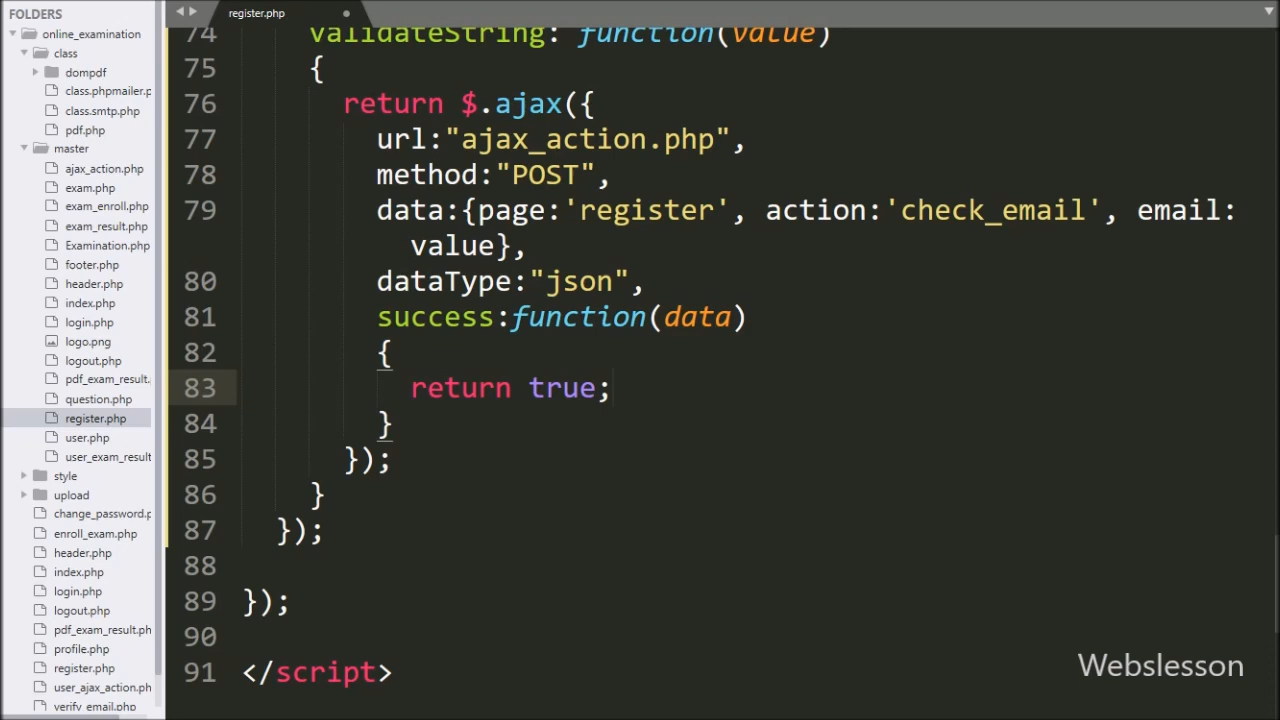 FOLDERS
online_examination
class
dompdf
class.phpmailer.p
class.smtp.php
pdf.php
master
ajax_action.php
exam.php
exam_enroll.php
exam_result.php
Examination.php
footer.php
header.php
index.php
login.php
logo.png
logout.php
pdf_exam_result.
question.php
register.php
user.php
user_exam_result
style
upload
change_password.p
enroll_exam.php
header.php
index.php
login.php
logout.php
pdf_exam_result.ph
profile.php
register.php
user_ajax_action.ph
verify_email.php
register.php
74 validateString: function(value)
75 {
76 return $.ajax({
77 url:"ajax_action.php",
78 method:"POST",
79 data:{page:'register', action:'check_email', email:
value},
80 dataType:"json",
81 success:function(data)
82 {
83 return true;
84 }
85 });
86 }
87 });
88
89 });
90
91 </script>
Webslesson